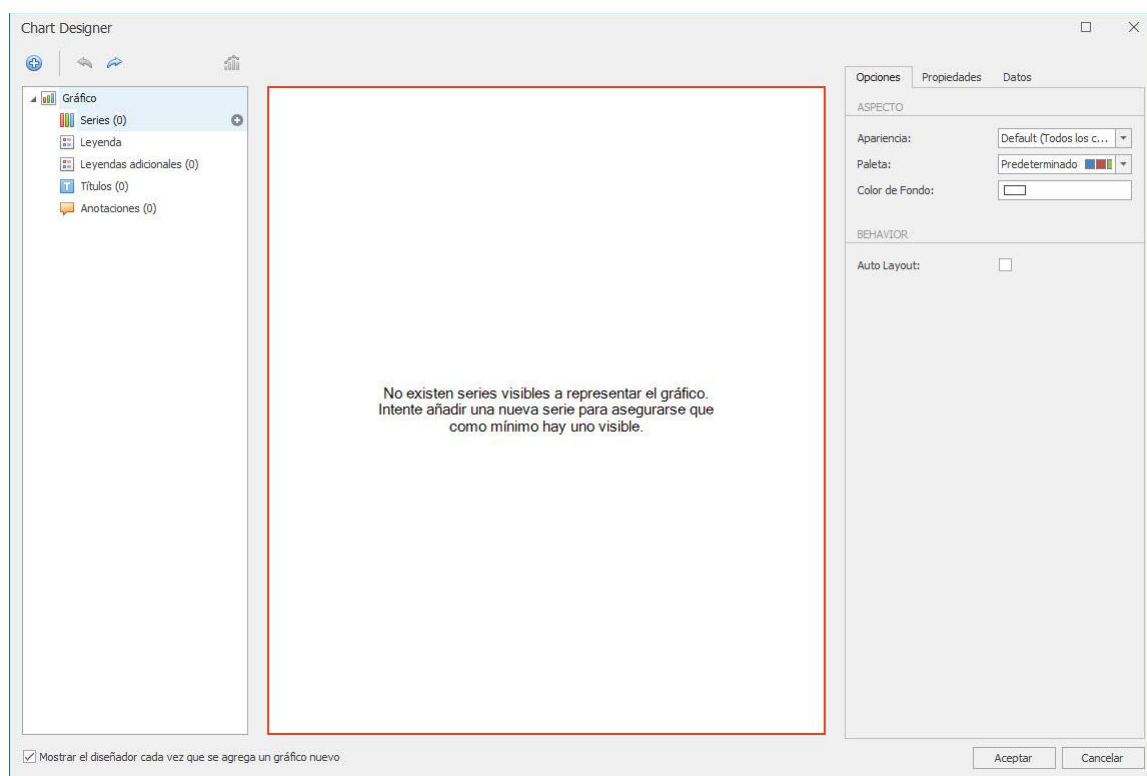 Chart Designer
Opciones Propiedades Datos
Gráfico
Series (0)
Leyenda
Leyendas adicionales (0)
Títulos (0)
Anotaciones (0)
No existen series visibles a representar el gráfico.
Intente añadir una nueva serie para asegurarse que
como mínimo hay uno visible.
ASPECTO
Apariencia: Default (Todos los c...
Paleta: Predeterminado
Color de Fondo:
BEHAVIOR
Auto Layout:
Mostrar el diseñador cada vez que se agrega un gráfico nuevo
Aceptar Cancelar